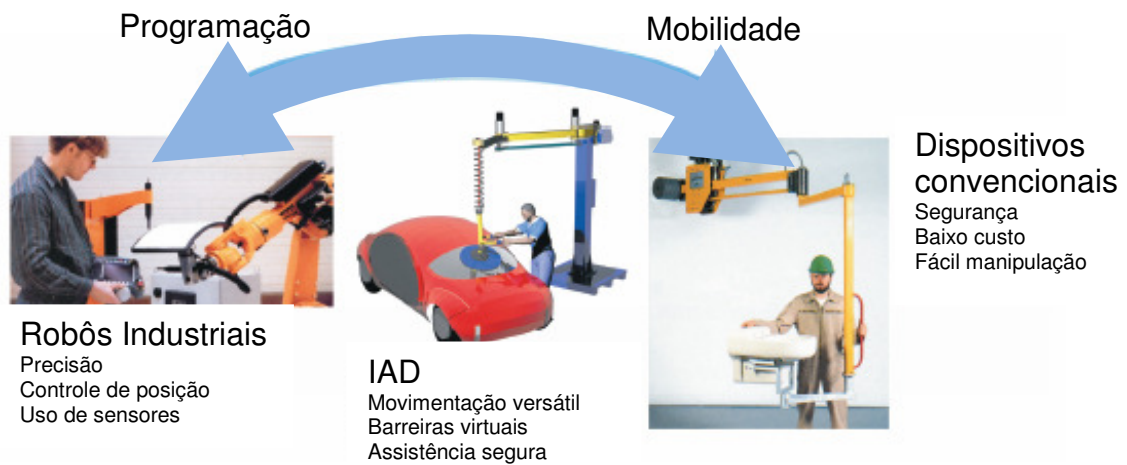 Programação
Mobilidade
Robôs Industriais
Precisão
Controle de posição
Uso de sensores
IAD
Movimentação versátil
Barreiras virtuais
Assistência segura
Dispositivos
convencionais
Segurança
Baixo custo
Fácil manipulação